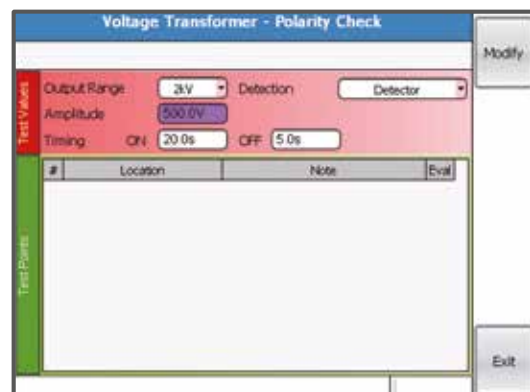 Voltage Transformer - Polarity Check
Modify
Test Values
Output Range 2kV Detection Detector
Amplitude 500.0V
Timing ON 20.0s OFF 5.0s
# Location Note Eval
Test Points
Exit